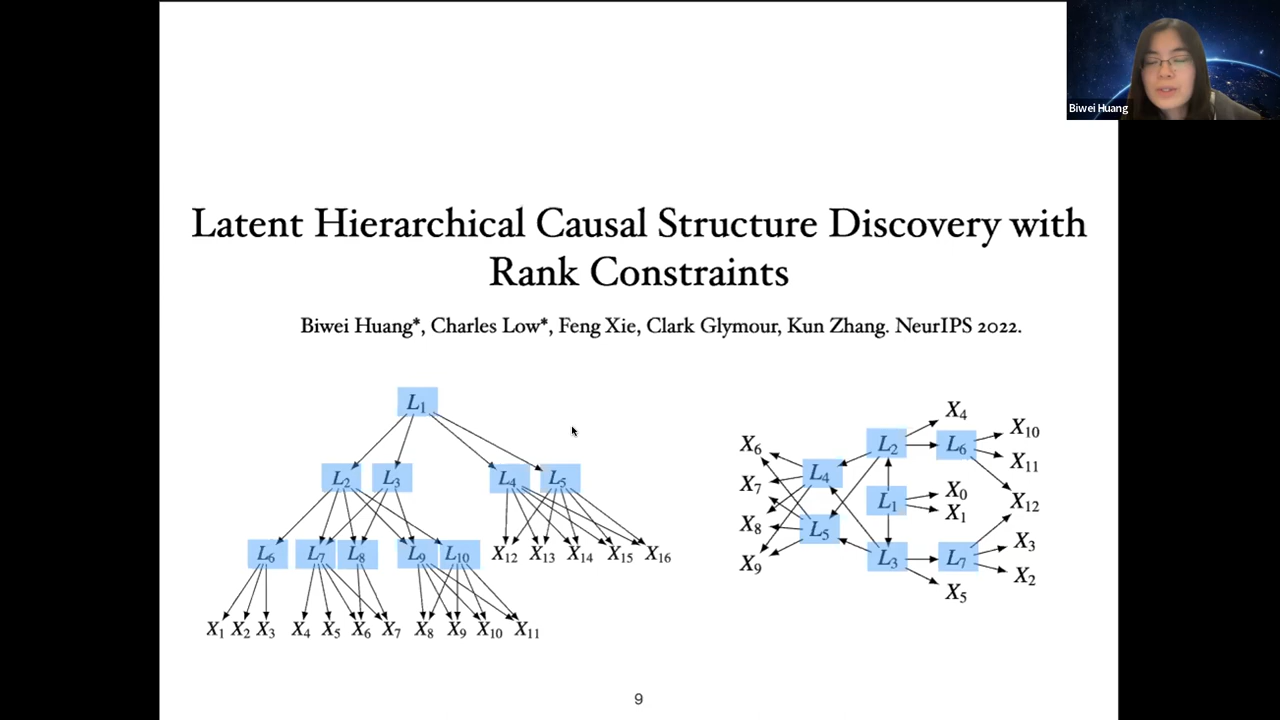 Biwei Huang
Latent Hierarchical Causal Structure Discovery with
Rank Constraints
Biwei Huang*, Charles Low*, Feng Xie, Clark Glymour, Kun Zhang. NeurIPS 2022.
L1
L2 L3 L4 L5
L6 L7 L8 L9 L10 X12 X13 X14 X15 X16
X1 X2 X3 X4 X5 X6 X7 X8 X9 X10 X11
X4
X6 L2 L6 X10
L4 X11
X7 L1 X0 X12
X1
X8 L5 X3
X9 L3 L7 X2
X5
9